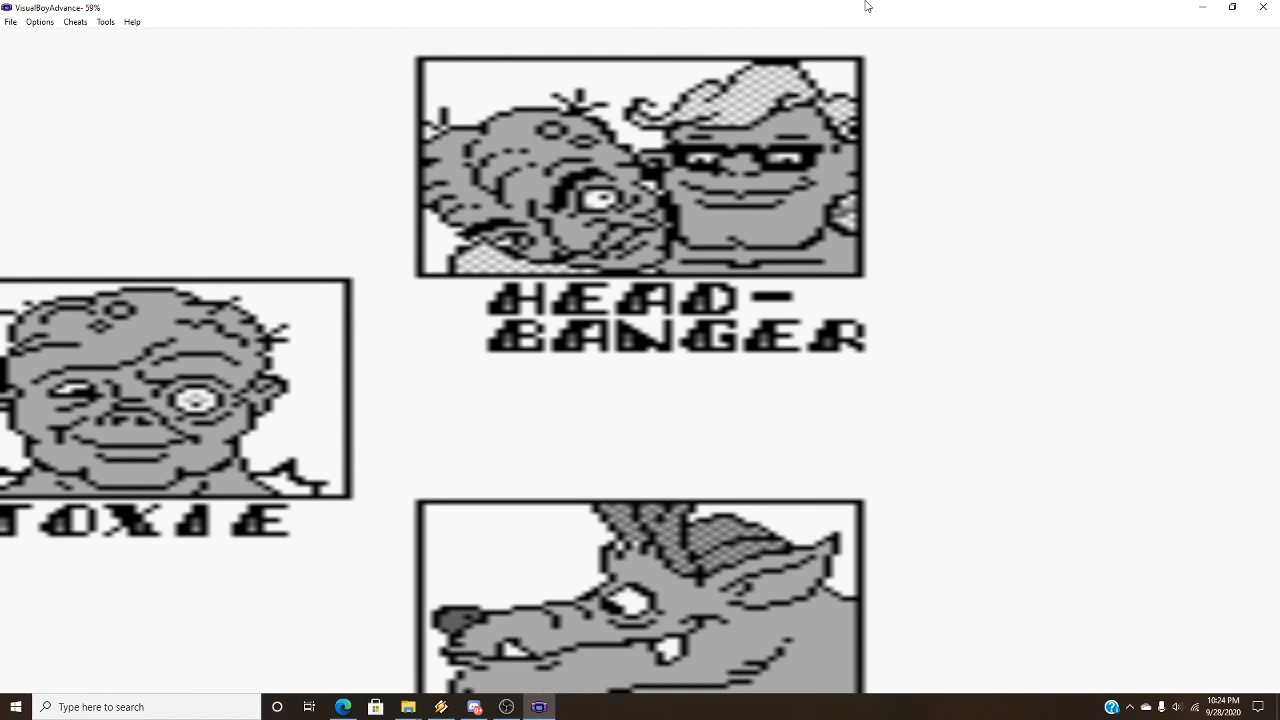 VisualBoyAdvance- 59%
File Options Cheats Tools Help
HEAD-
BANGER
TOXIE
Type here to search
10:24 PM
9/28/2020